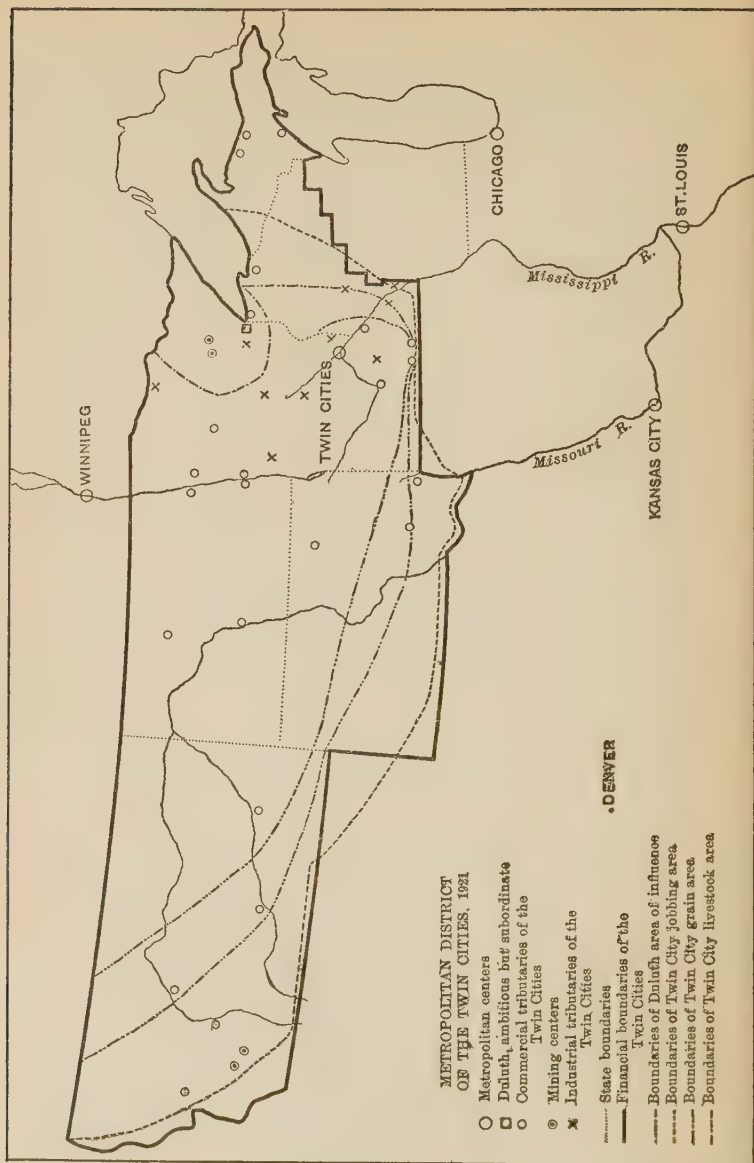 METROPOLITAN DISTRICT
OF THE TWIN CITIES, 1921
Metropolitan centers
Duluth, ambitious but subordinate
Commercial tributaries of the
Twin Cities
Mining centers
Industrial tributaries of the
Twin Cities
State boundaries
Financial boundaries of the
Twin Cities
Boundaries of Duluth area of influence
Boundaries of Twin City jobbing area
Boundaries of Twin City grain area
Boundaries of Twin City livestock area
WINNIPEG
TWIN CITIES
CHICAGO
Mississippi R.
ST. LOUIS
Missouri R.
KANSAS CITY
DENVER